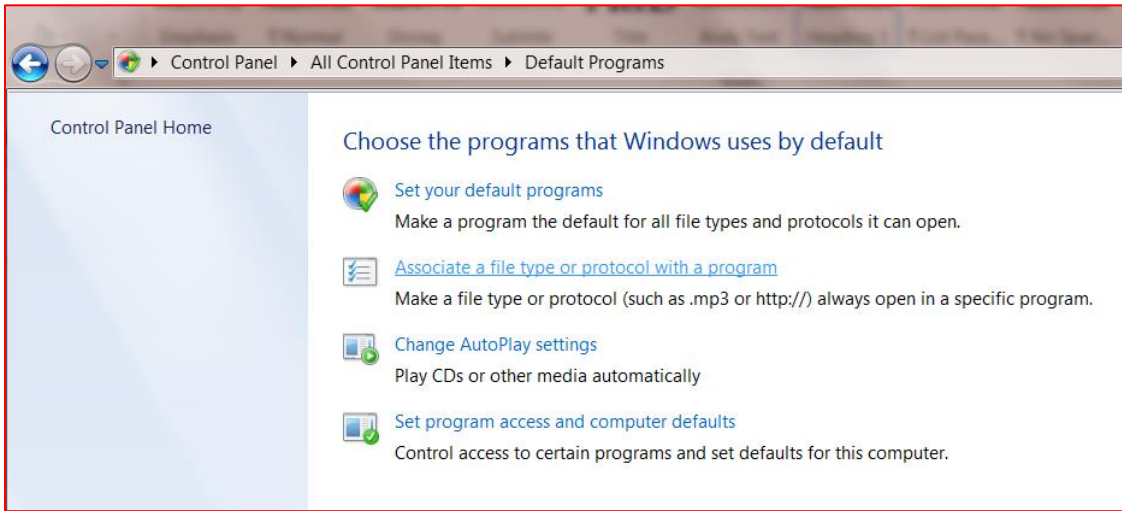 Control Panel ▸ All Control Panel Items ▸ Default Programs
Control Panel Home
Choose the programs that Windows uses by default
Set your default programs
Make a program the default for all file types and protocols it can open.
Associate a file type or protocol with a program
Make a file type or protocol (such as .mp3 or http://) always open in a specific program.
Change AutoPlay settings
Play CDs or other media automatically
Set program access and computer defaults
Control access to certain programs and set defaults for this computer.